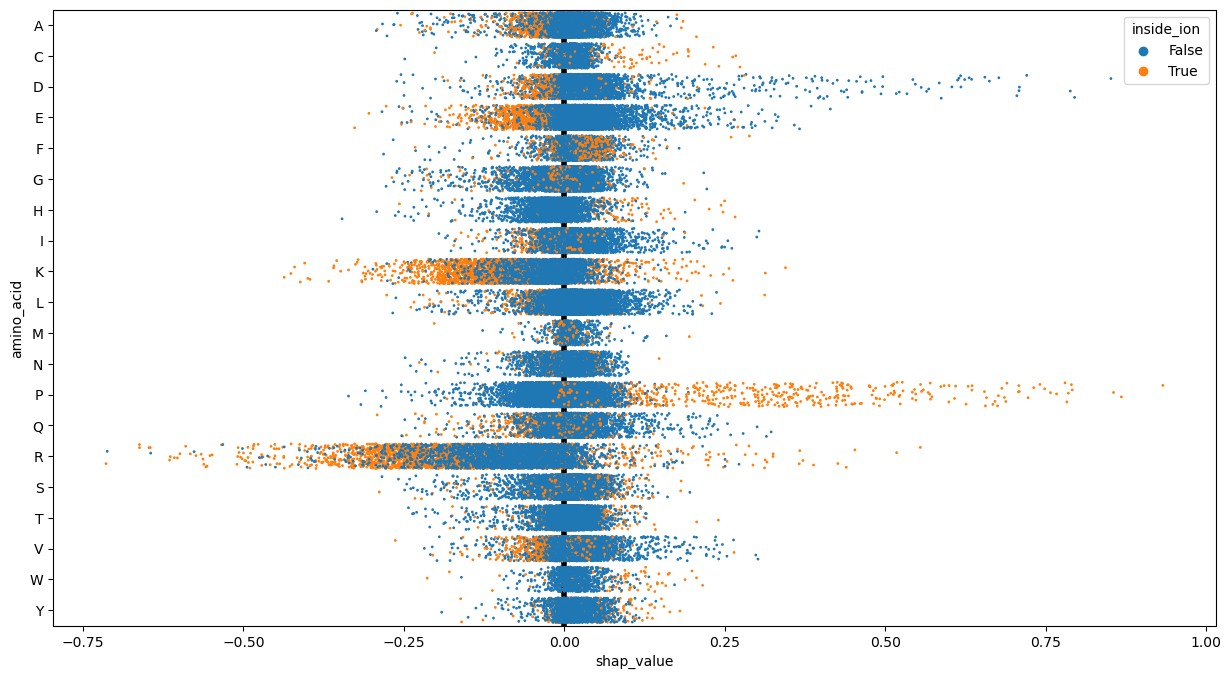 inside_ion
False
True
amino_acid
A
C
D
E
F
G
H
I
K
L
M
N
P
Q
R
S
T
V
W
Y
−0.75
−0.50
−0.25
0.00
0.25
0.50
0.75
1.00
shap_value